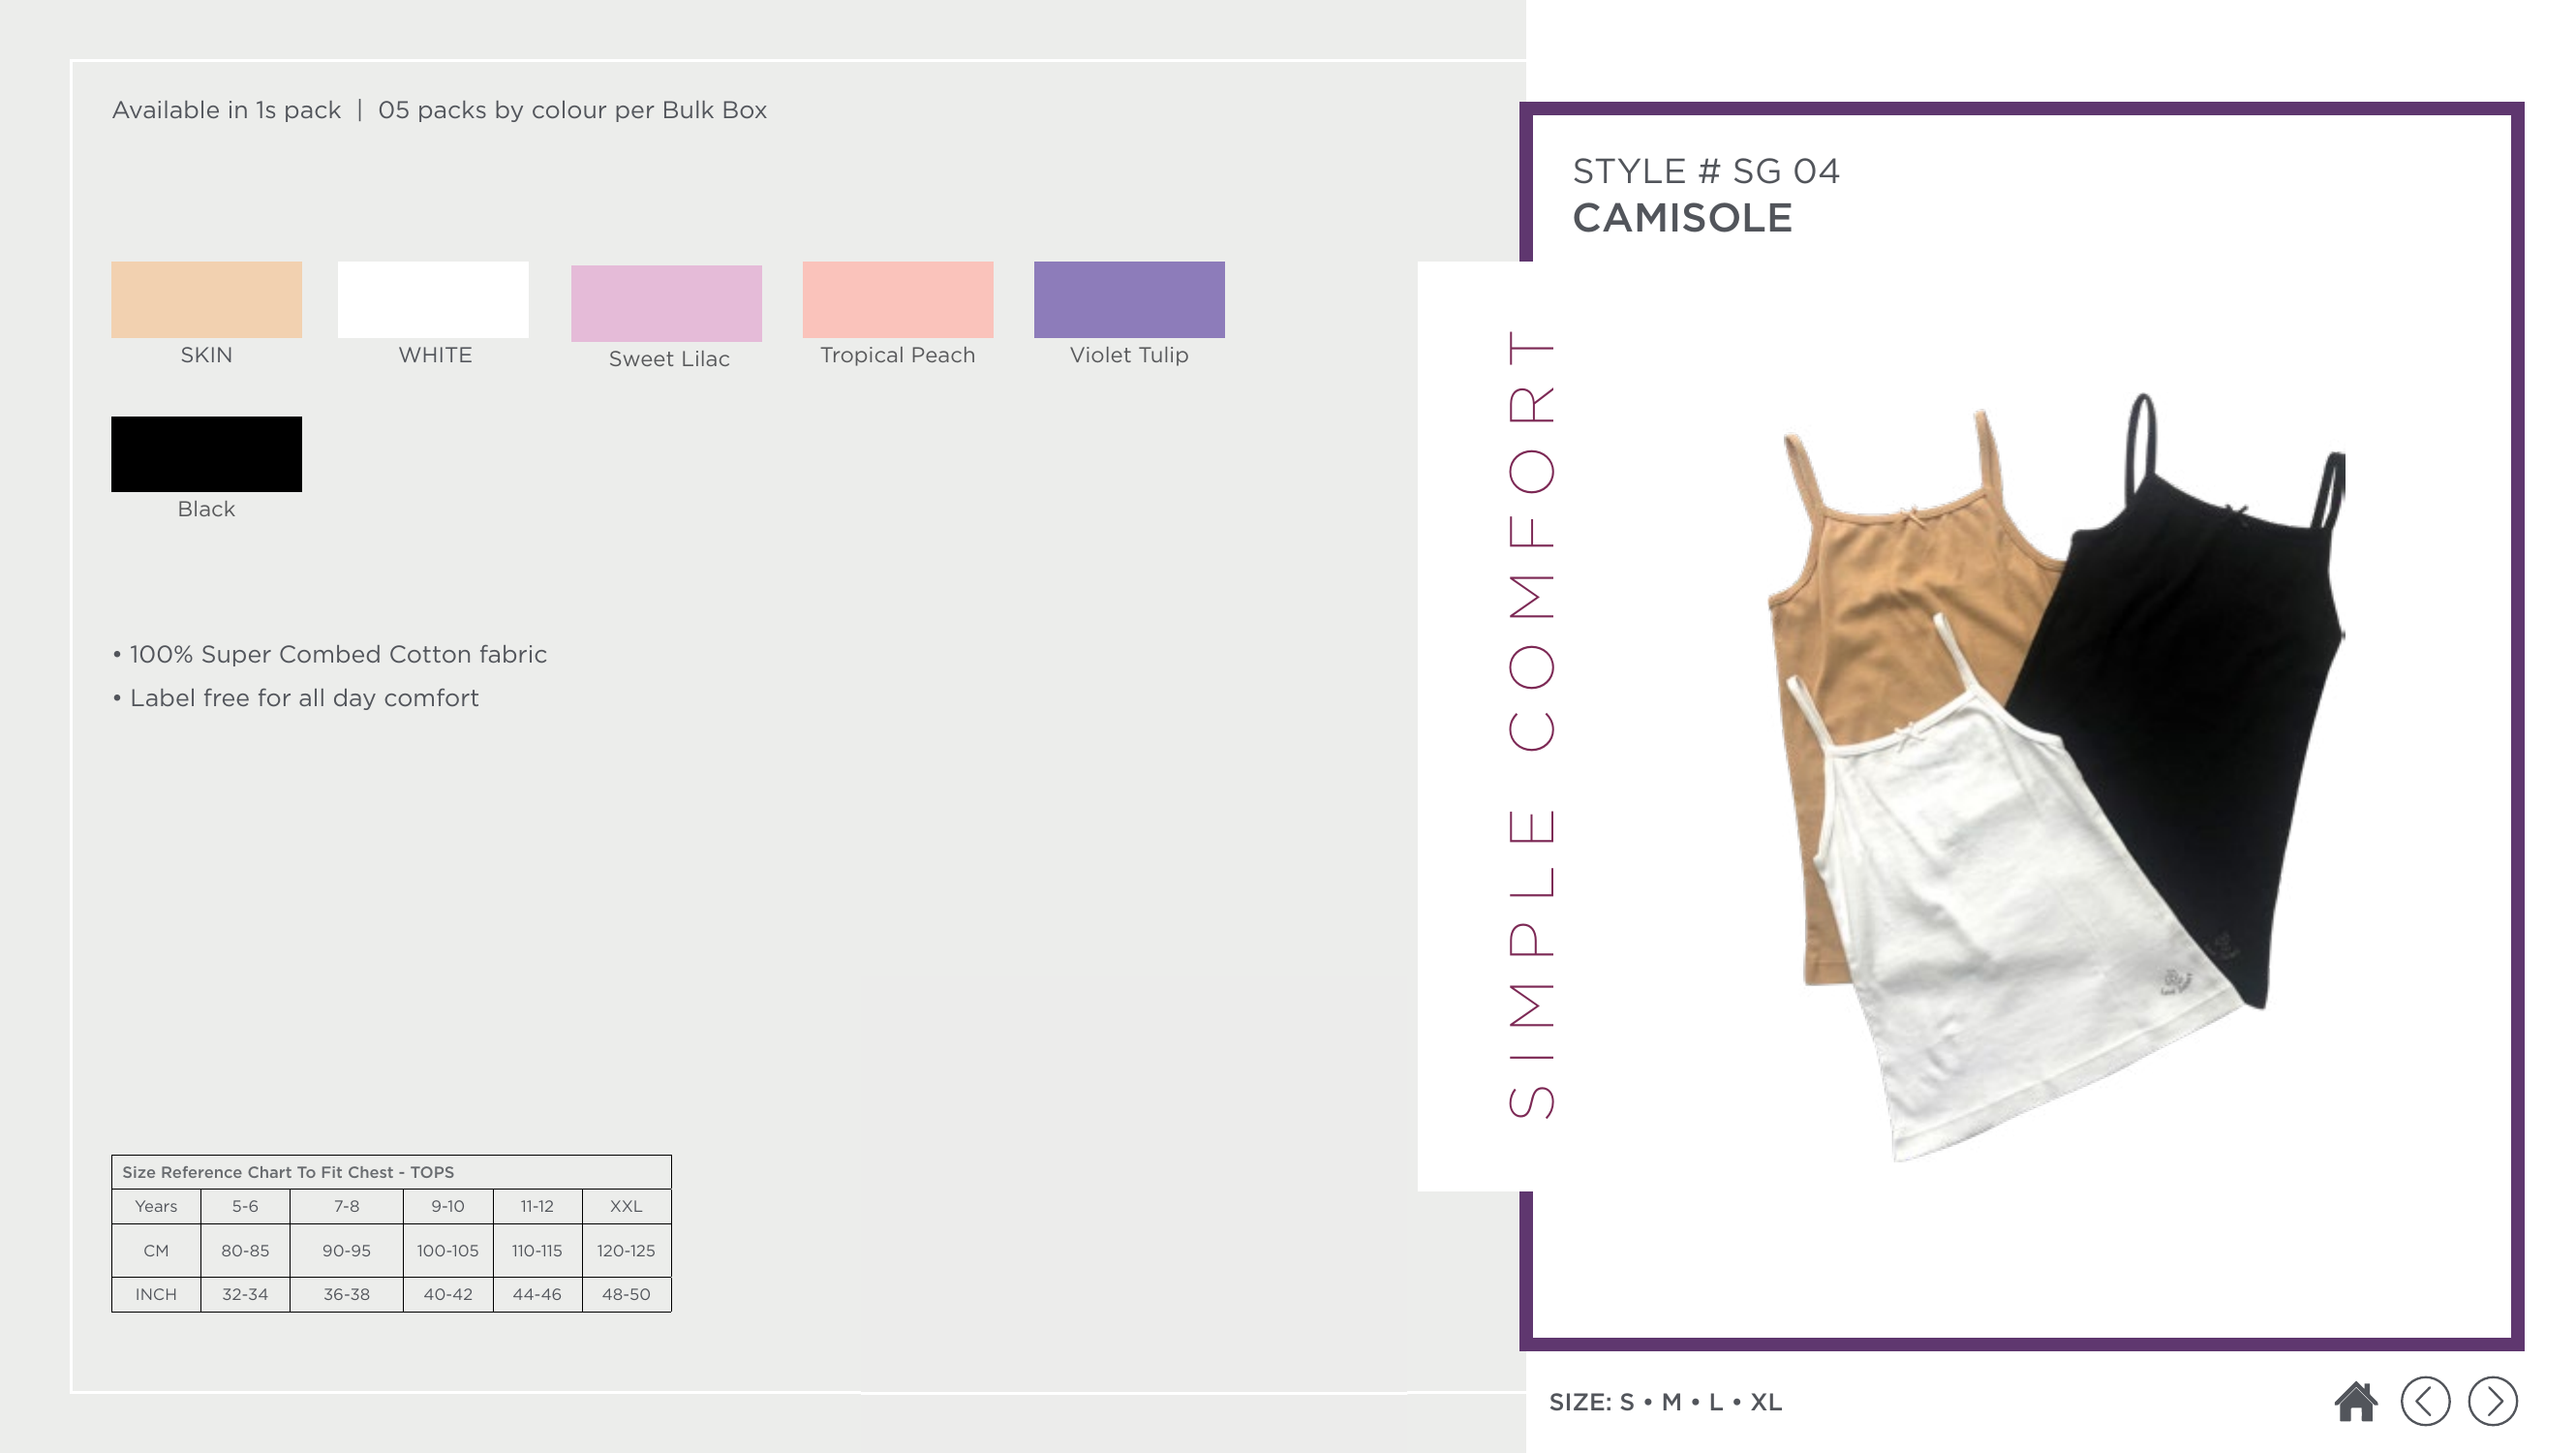 Available in 1s pack | 05 packs by colour per Bulk Box
SKIN
WHITE
Sweet Lilac
Tropical Peach
Violet Tulip
Black
• 100% Super Combed Cotton fabric
• Label free for all day comfort
Size Reference Chart To Fit Chest - TOPS
Years 5-6 7-8 9-10 11-12 XXL
CM 80-85 90-95 100-105 110-115 120-125
INCH 32-34 36-38 40-42 44-46 48-50
STYLE # SG 04
CAMISOLE
SIMPLE COMFORT
SIZE: S • M • L • XL